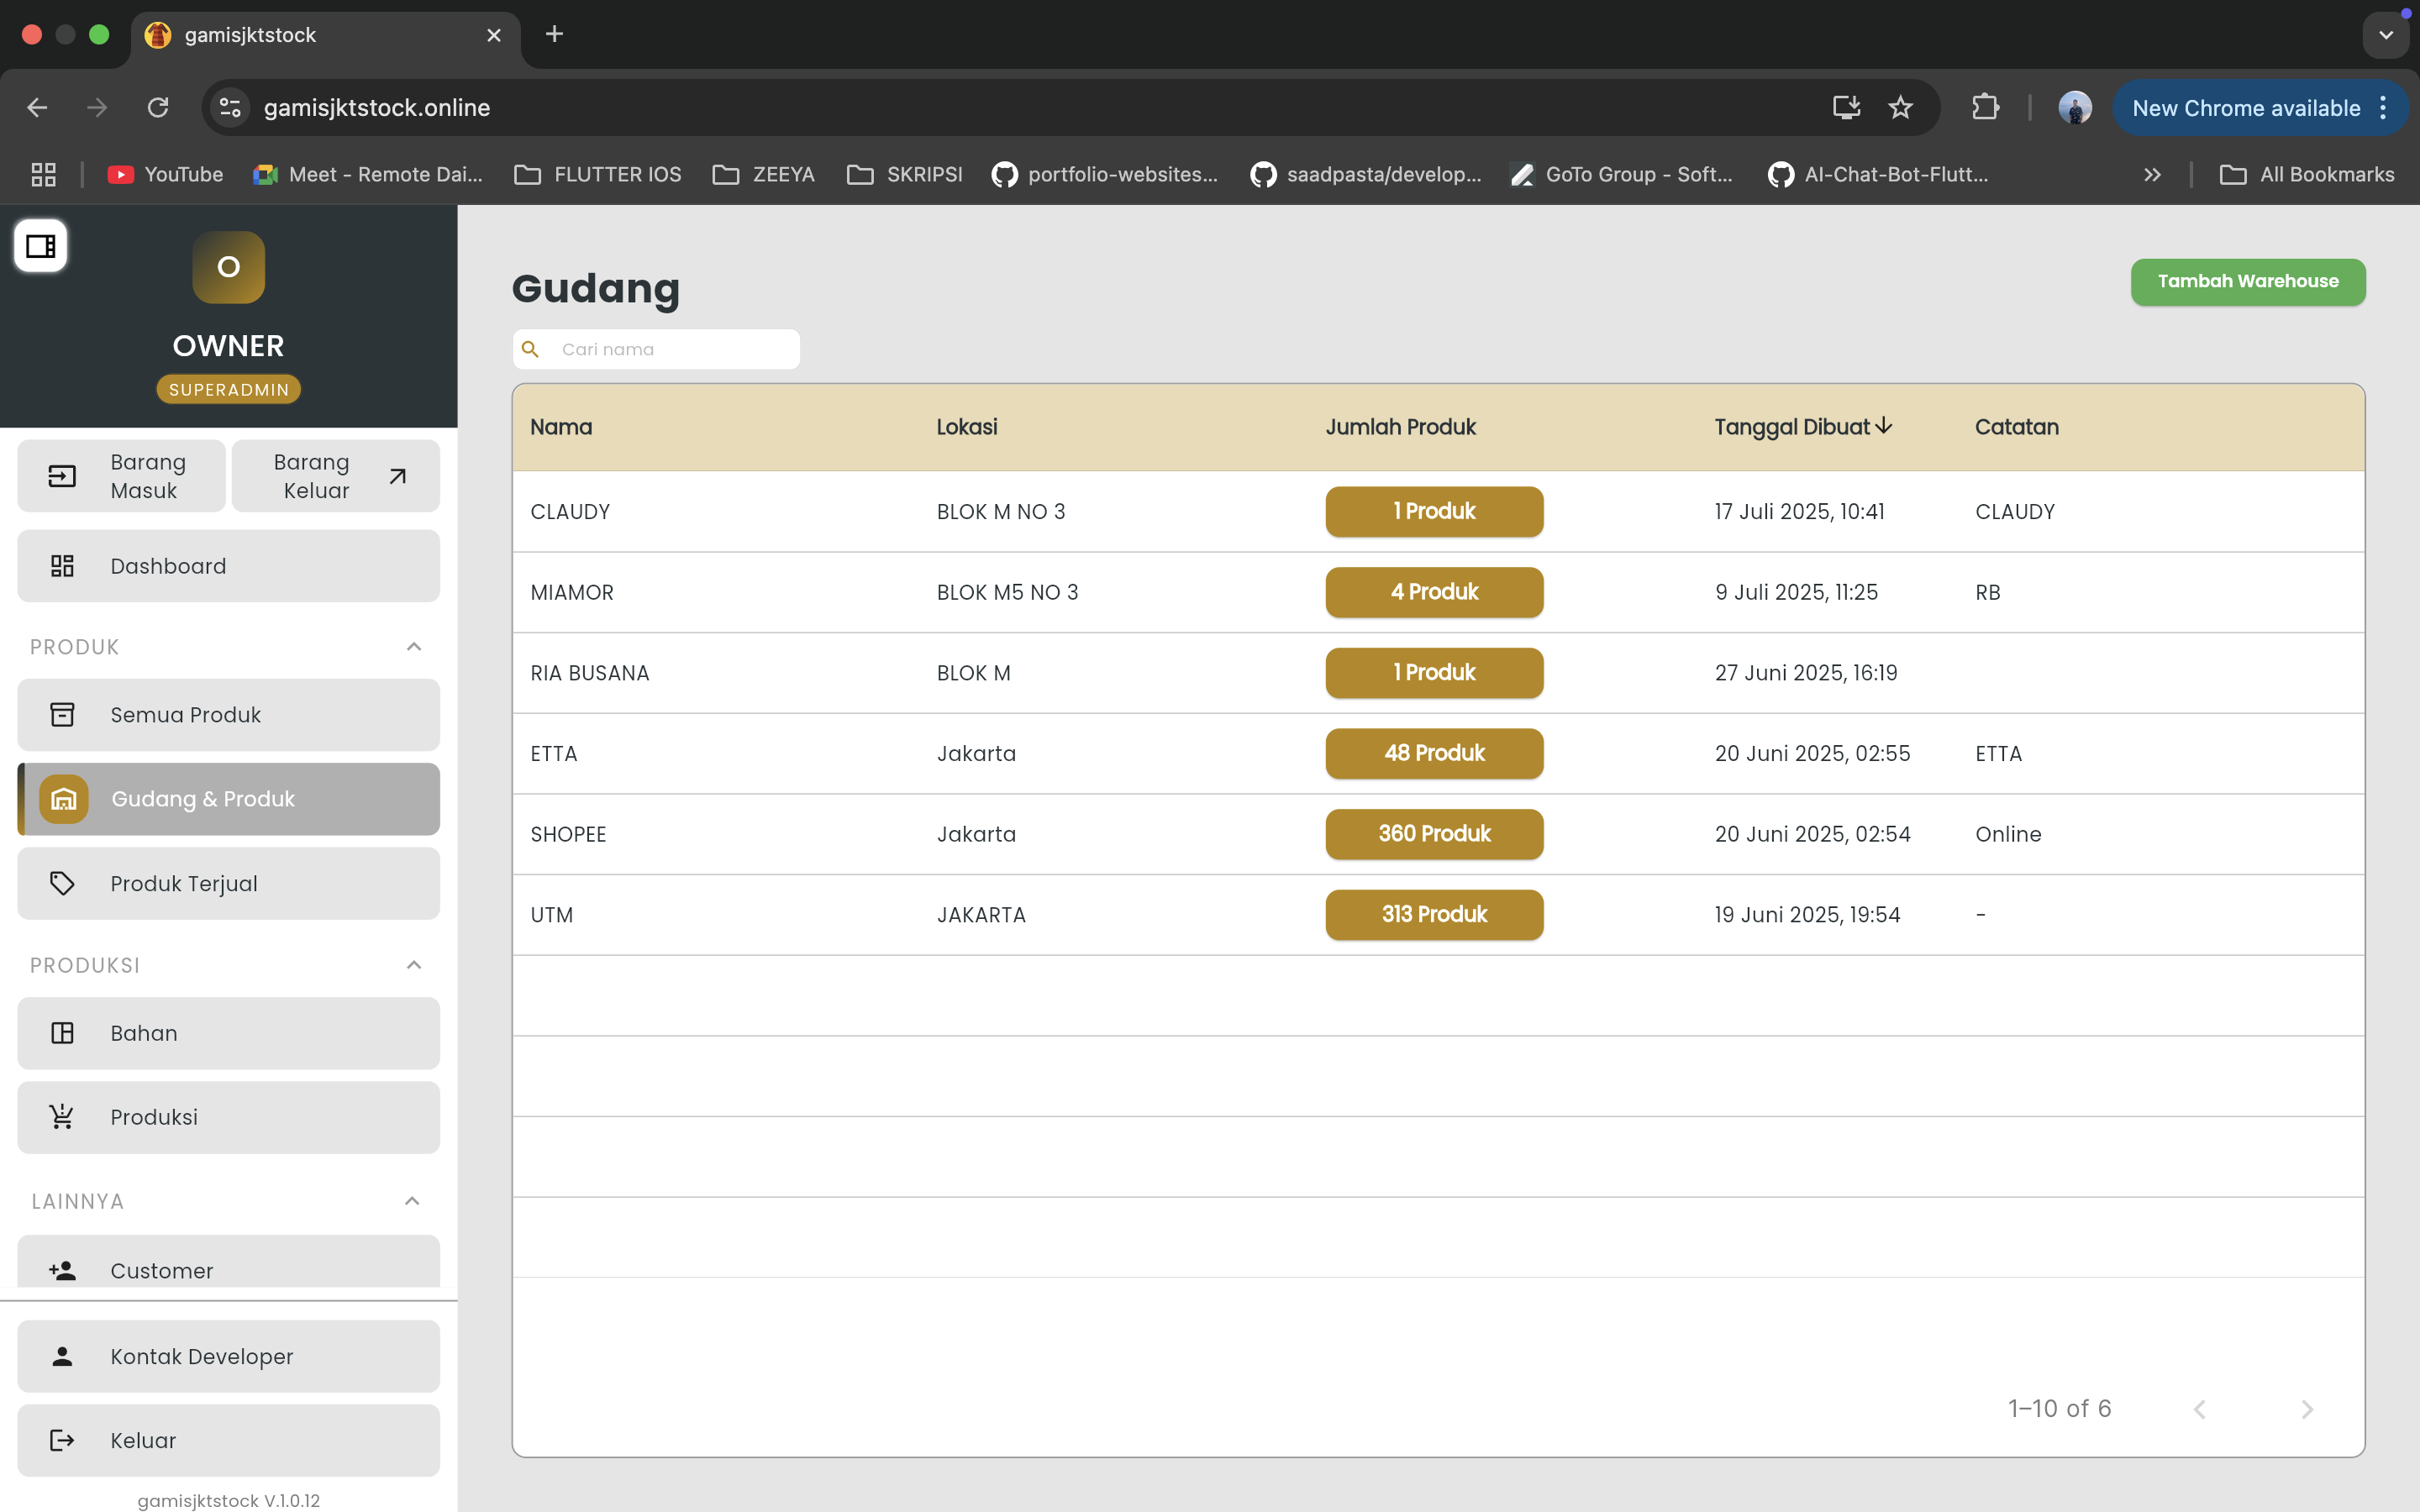 gamisjktstock
gamisjktstock.online
New Chrome available
YouTube
Meet - Remote Dai...
FLUTTER IOS
ZEEYA
SKRIPSI
portfolio-websites...
saadpasta/develop...
GoTo Group - Soft...
AI-Chat-Bot-Flutt...
All Bookmarks
O
OWNER
SUPERADMIN
Barang
Masuk
Barang
Keluar
Dashboard
PRODUK
Semua Produk
Gudang & Produk
Produk Terjual
PRODUKSI
Bahan
Produksi
LAINNYA
Customer
Kontak Developer
Keluar
gamisjktstock V.1.0.12
Gudang
Tambah Warehouse
Cari nama
Nama Lokasi Jumlah Produk Tanggal Dibuat Catatan
CLAUDY BLOK M NO 3 1 Produk 17 Juli 2025, 10:41 CLAUDY
MIAMOR BLOK M5 NO 3 4 Produk 9 Juli 2025, 11:25 RB
RIA BUSANA BLOK M 1 Produk 27 Juni 2025, 16:19
ETTA Jakarta 48 Produk 20 Juni 2025, 02:55 ETTA
SHOPEE Jakarta 360 Produk 20 Juni 2025, 02:54 Online
UTM JAKARTA 313 Produk 19 Juni 2025, 19:54 -
1–10 of 6